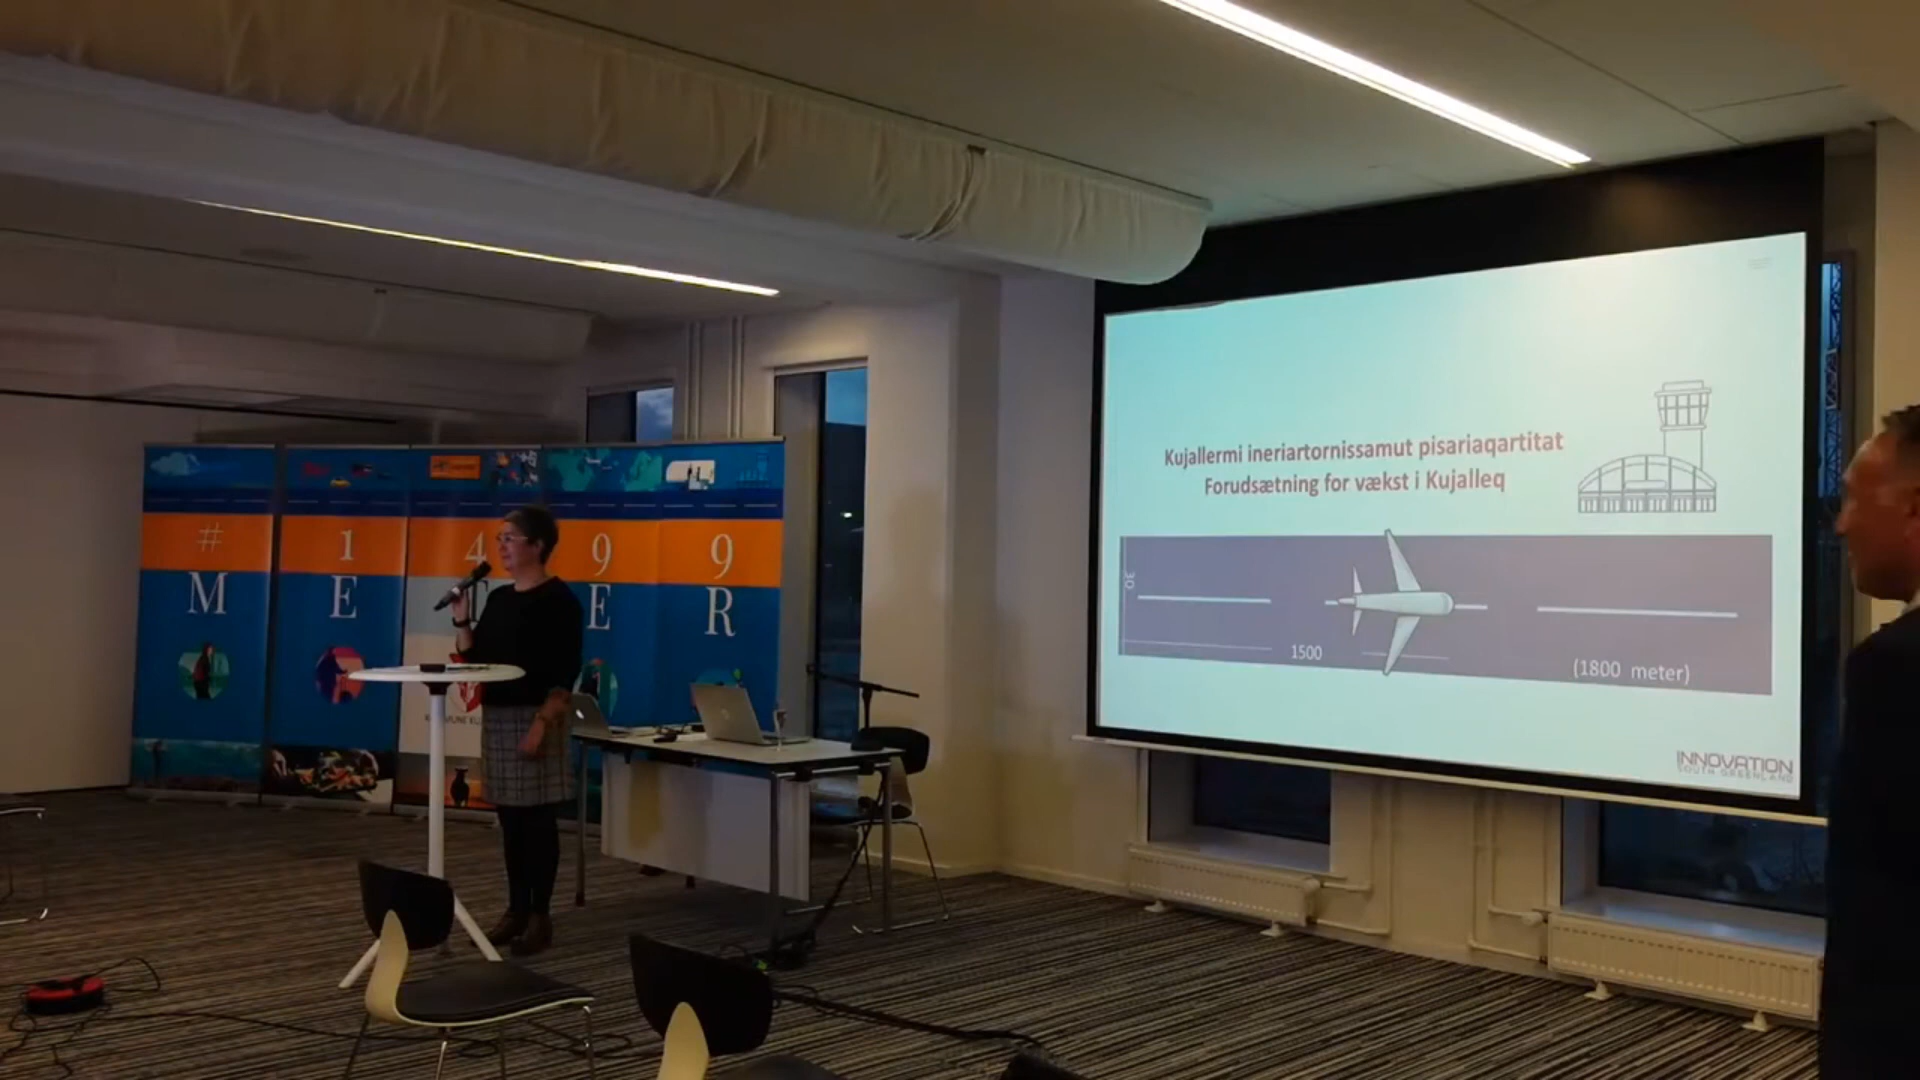 # 1 4 9 9
M E T E R
Kujallermi ineriartornissamut pisariaqartitat
Forudsætning for vækst i Kujalleq
30
1500
(1800 meter)
INNOVATION
SOUTH GREENLAND